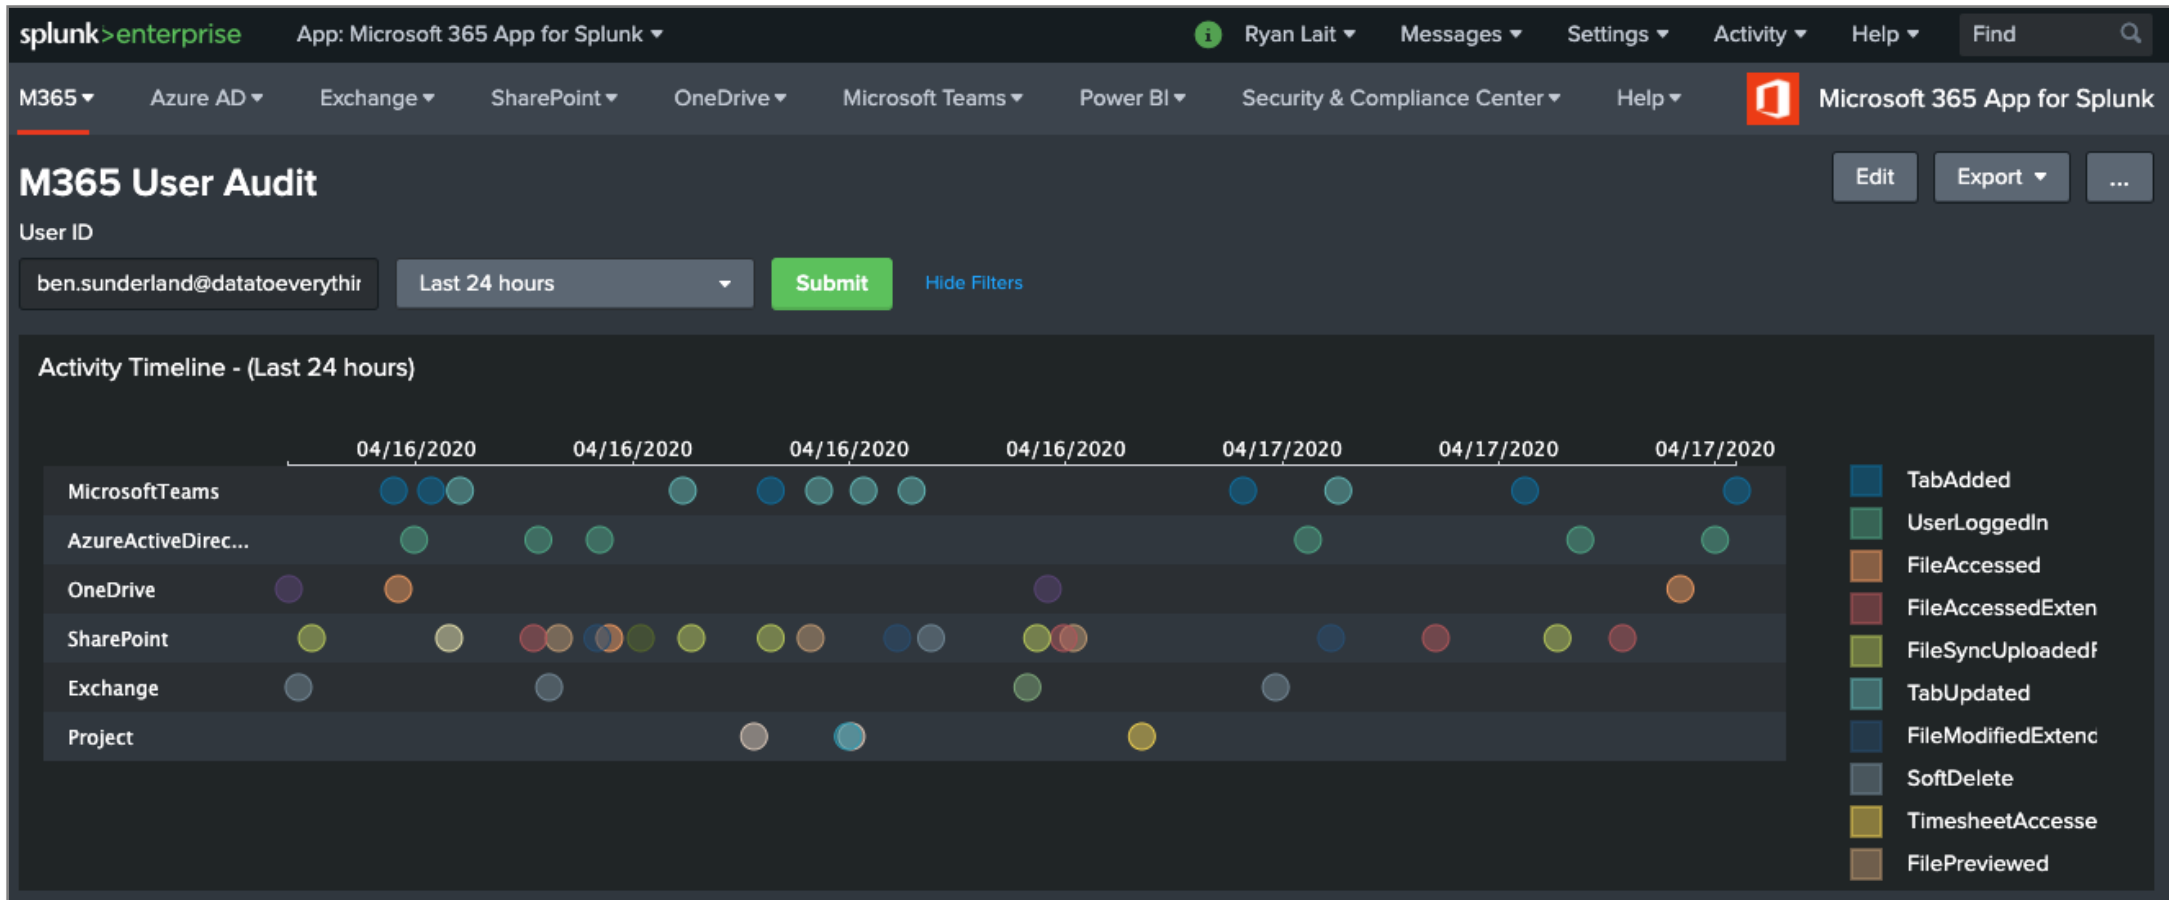 splunk>enterprise App: Microsoft 365 App for Splunk i Ryan Lait Messages Settings Activity Help Find
M365 Azure AD Exchange SharePoint OneDrive Microsoft Teams Power BI Security & Compliance Center Help Microsoft 365 App for Splunk
M365 User Audit Edit Export ...
User ID
ben.sunderland@datatoeverythin Last 24 hours Submit Hide Filters
Activity Timeline - (Last 24 hours)
04/16/2020 04/16/2020 04/16/2020 04/16/2020 04/17/2020 04/17/2020 04/17/2020
MicrosoftTeams
AzureActiveDirec...
OneDrive
SharePoint
Exchange
Project
TabAdded
UserLoggedIn
FileAccessed
FileAccessedExten
FileSyncUploadedF
TabUpdated
FileModifiedExtend
SoftDelete
TimesheetAccesse
FilePreviewed